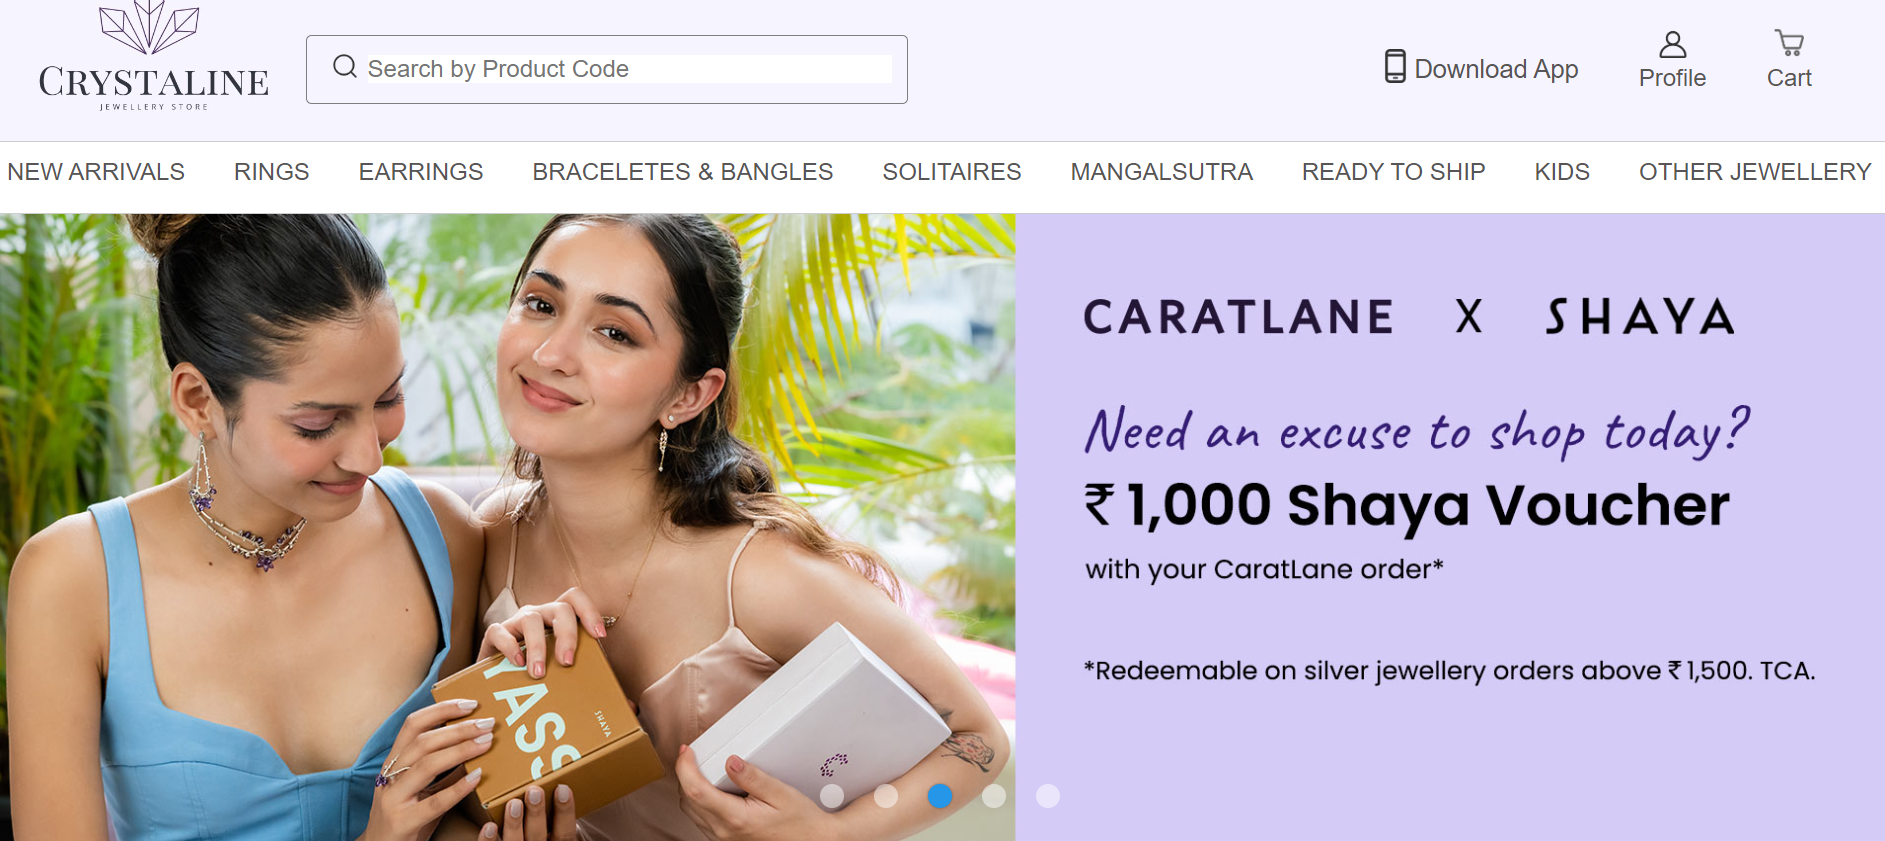 CRYSTALINE
JEWELLERY STORE
Search by Product Code
Download App
Profile
Cart
NEW ARRIVALS RINGS EARRINGS BRACELETES & BANGLES SOLITAIRES MANGALSUTRA READY TO SHIP KIDS OTHER JEWELLERY
CARATLANE X SHAYA
Need an excuse to shop today?
₹1,000 Shaya Voucher
with your CaratLane order*
*Redeemable on silver jewellery orders above ₹1,500. TCA.
YASS
SHAYA